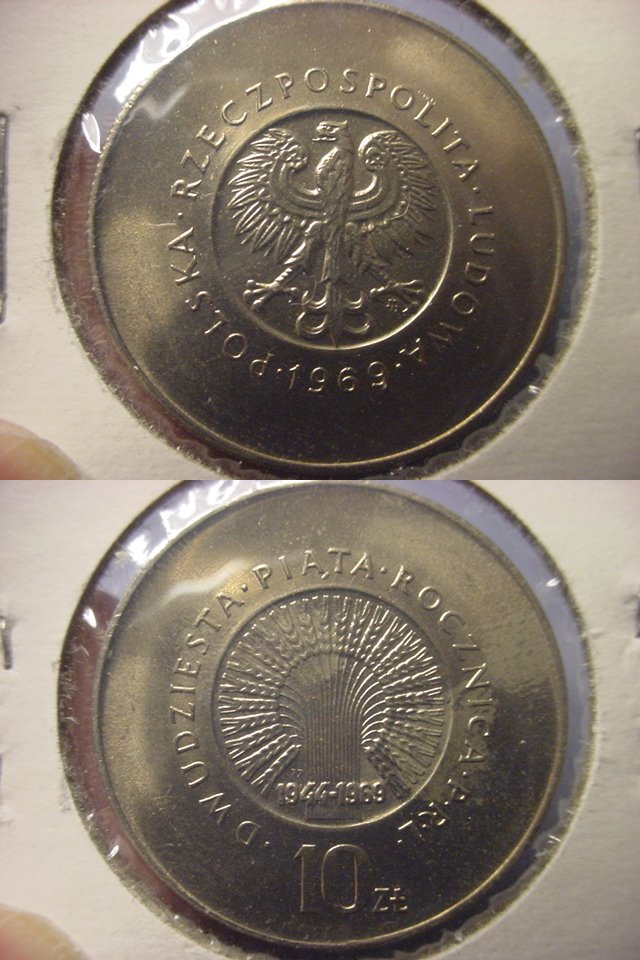 POLSKA · RZECZPOSPOLITA · LUDOWA
· 1969 ·
· DWUDZIESTA · PIĄTA · ROCZNICA · P.R.L.
1944-1969
10 ZŁ